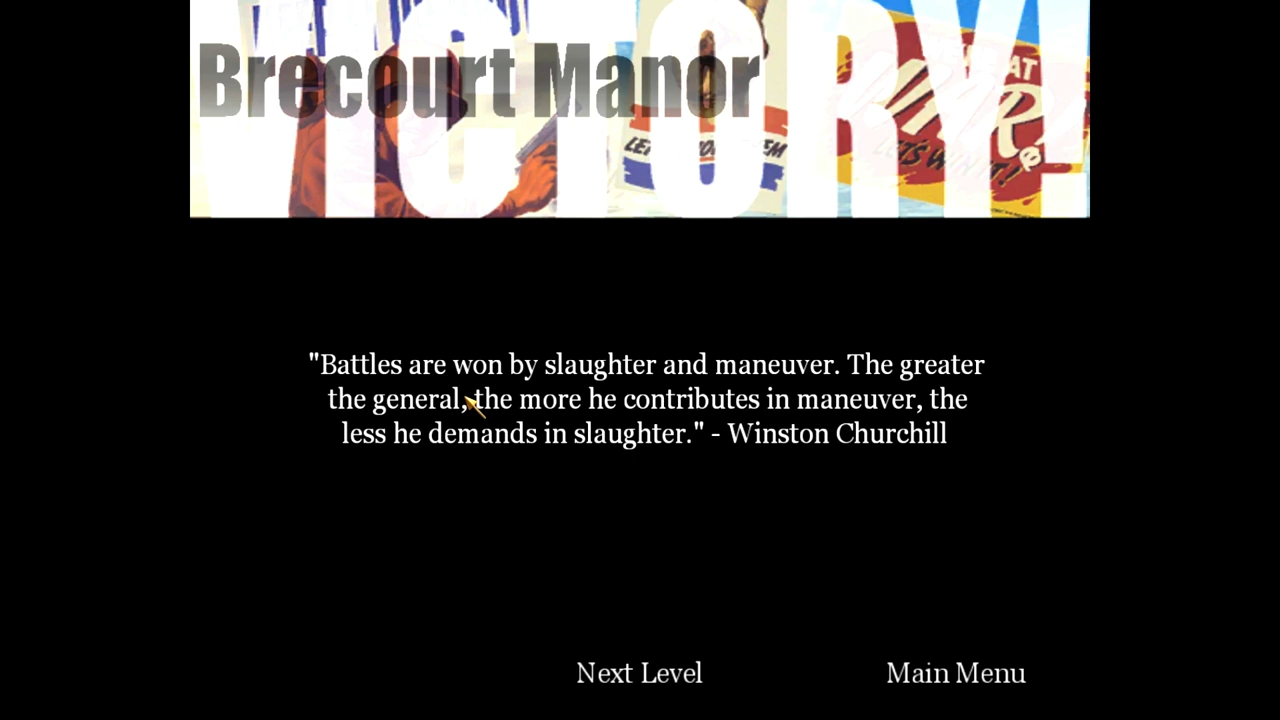 VICTORY!
Brecourt Manor
"Battles are won by slaughter and maneuver. The greater
the general, the more he contributes in maneuver, the
less he demands in slaughter." - Winston Churchill
Next Level
Main Menu